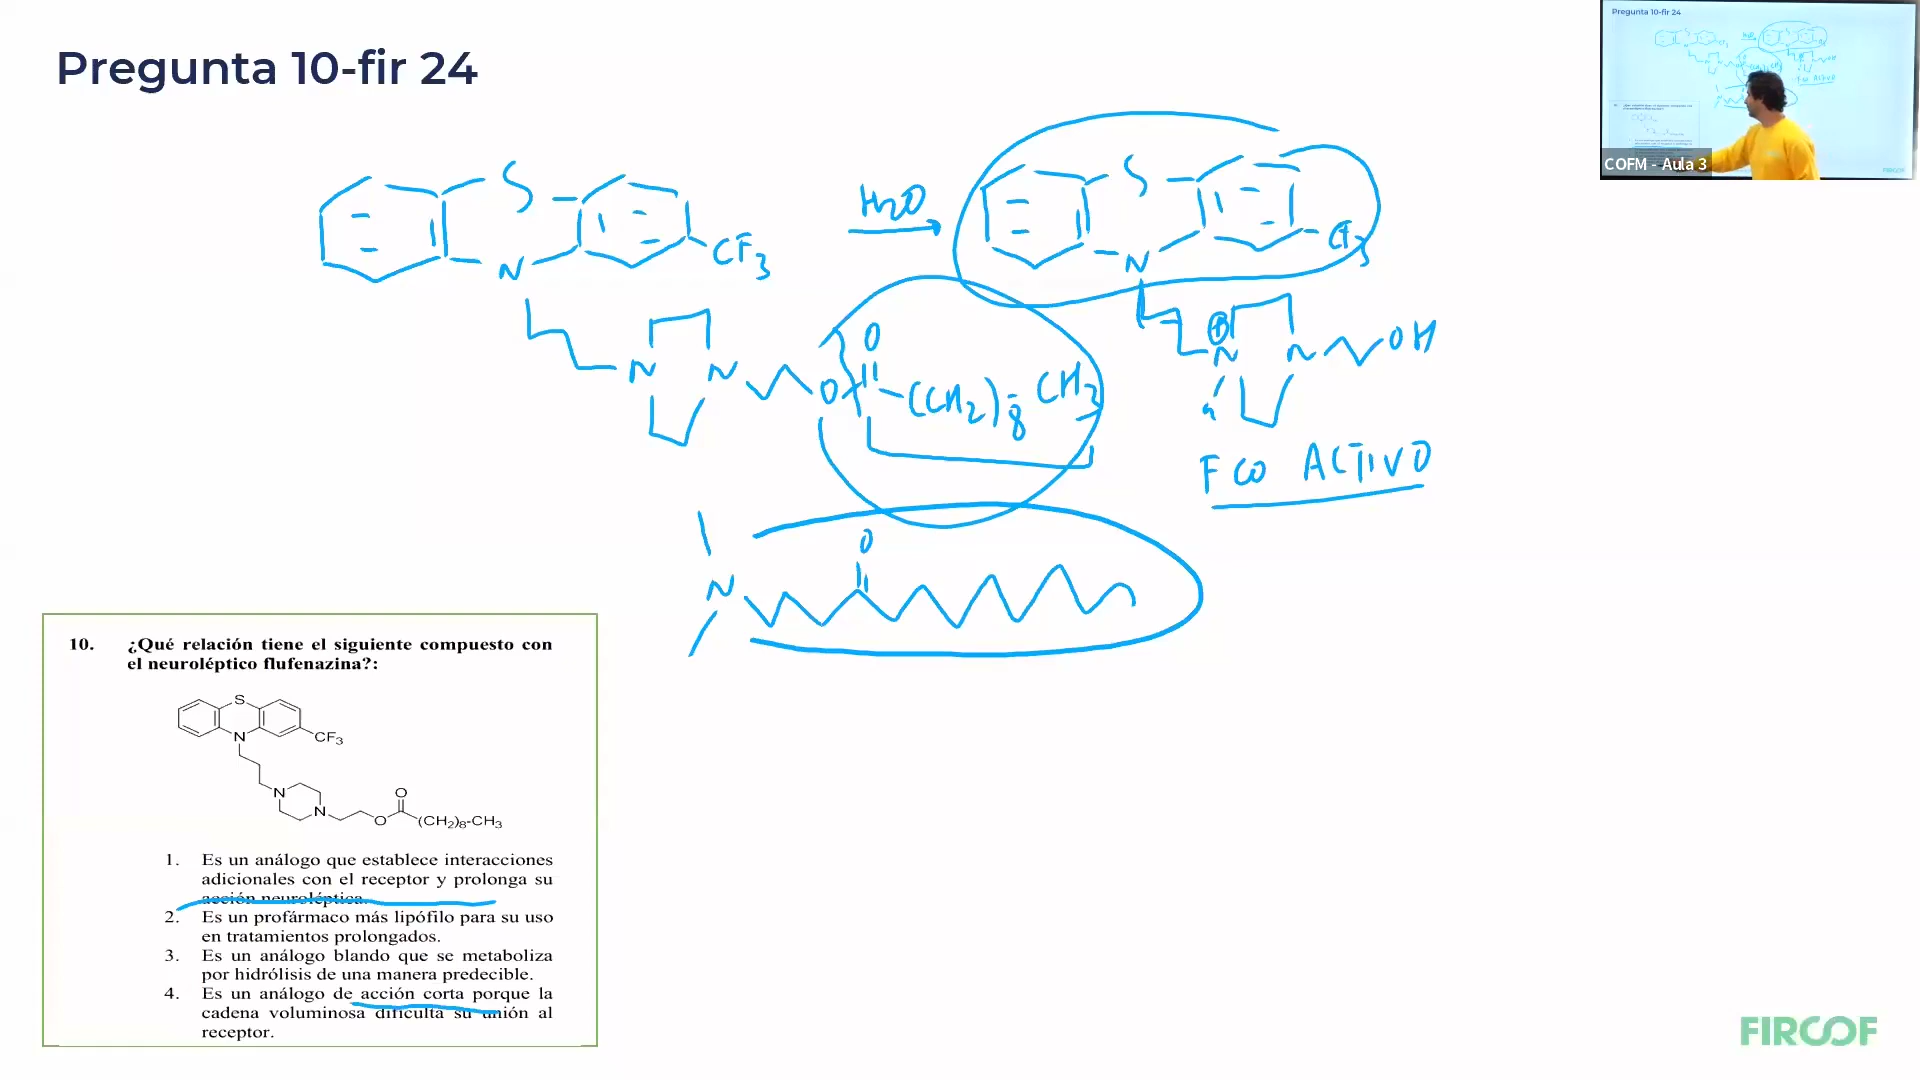 Pregunta 10-fir 24
Pregunta 10-fir 24
COFM - Aula 3
S
N
CF3
H2O
S
N
CF3
N
N
O
O
(CH2)8-CH3
⊕
N
N
OH
FCO ACTIVO
O
N
10. ¿Qué relación tiene el siguiente compuesto con
el neuroléptico flufenazina?:
S
N
CF3
N
N
O
O
(CH2)8-CH3
1. Es un análogo que establece interacciones
adicionales con el receptor y prolonga su
acción neuroléptica.
2. Es un profármaco más lipófilo para su uso
en tratamientos prolongados.
3. Es un análogo blando que se metaboliza
por hidrólisis de una manera predecible.
4. Es un análogo de acción corta porque la
cadena voluminosa dificulta su unión al
receptor.
FIRCOF